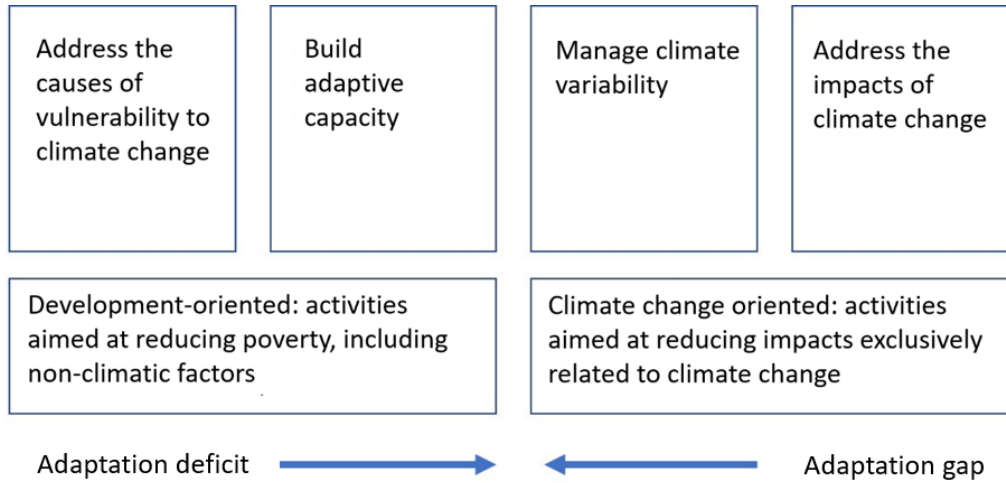 Address the
causes of
vulnerability to
climate change
Build
adaptive
capacity
Manage climate
variability
Address the
impacts of
climate change
Development-oriented: activities
aimed at reducing poverty, including
non-climatic factors
Climate change oriented: activities
aimed at reducing impacts exclusively
related to climate change
Adaptation deficit
Adaptation gap